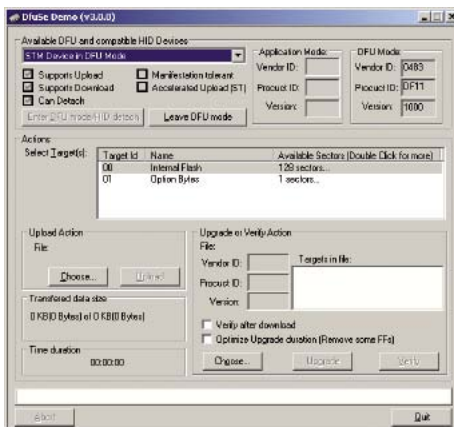 DfuSe Demo (v3.0.0)
Available DFU and compatible HID Devices
STM Device in DFU Mode
Supports Upload
Manifestation tolerant
Supports Download
Accelerated Upload (ST)
Can Detach
Enter DFU mode/HID detach
Leave DFU mode
Application Mode:
Vendor ID:
Procuct ID:
Version:
DFU Mode:
Vendor ID: 0483
Procuct ID: DF11
Version: 1000
Actions
Select Target(s):
Target Id Name Available Sectors (Double Click for more)
00 Internal Flash 128 sectors...
01 Option Bytes 1 sectors...
Upload Action
File:
Choose...
Upload
Transfered data size
0 KB(0 Bytes) of 0 KB(0 Bytes)
Time duration
00:00:00
Upgrade or Verify Action
File:
Vendor ID:
Procuct ID:
Version:
Targets in file:
Verify after download
Optimize Upgrade duration (Remove some FFs)
Choose...
Upgrade
Verify
Abort
Quit